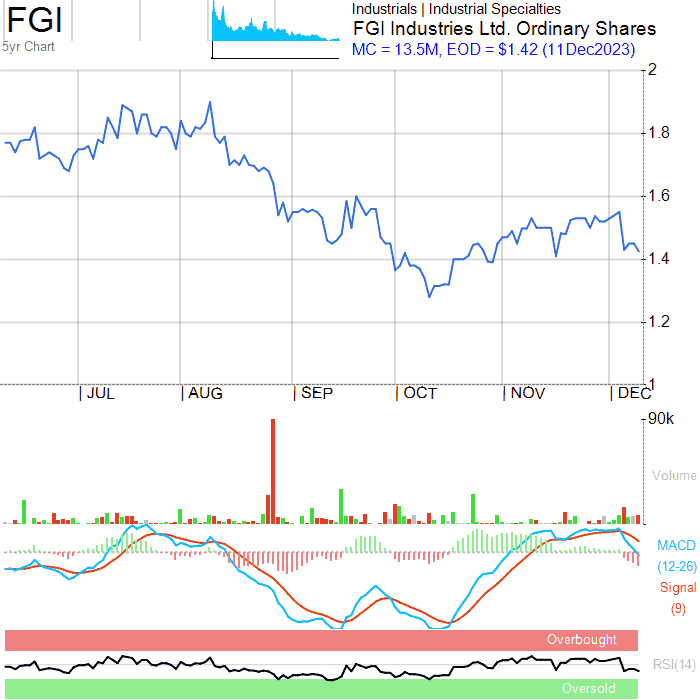 FGI
5yr Chart
Industrials | Industrial Specialties
FGI Industries Ltd. Ordinary Shares
MC = 13.5M, EOD = $1.42 (11Dec2023)
2
1.8
1.6
1.4
1.2
1
| JUL | AUG | SEP | OCT | NOV | DEC
90k
Volume
MACD
(12-26)
Signal
(9)
Overbought
RSI(14)
Oversold